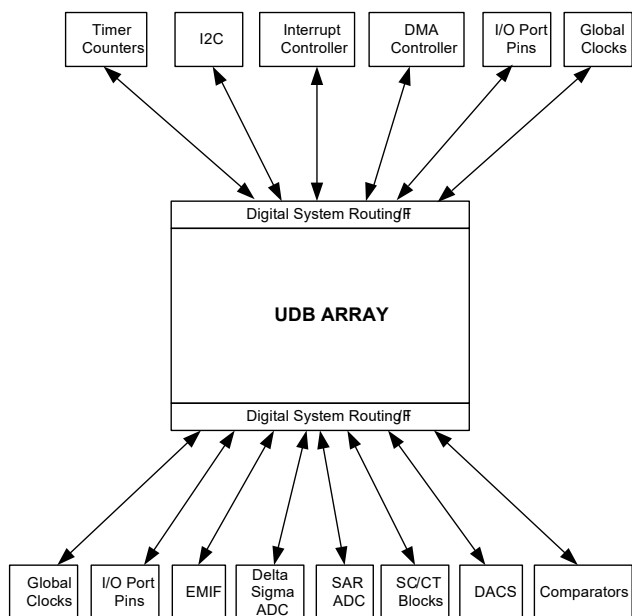 Timer
Counters
I2C
Interrupt
Controller
DMA
Controller
I/O Port
Pins
Global
Clocks
Digital System Routing I/F
UDB ARRAY
Digital System Routing I/F
Global
Clocks
I/O Port
Pins
EMIF
Delta
Sigma
ADC
SAR
ADC
SC/CT
Blocks
DACS
Comparators